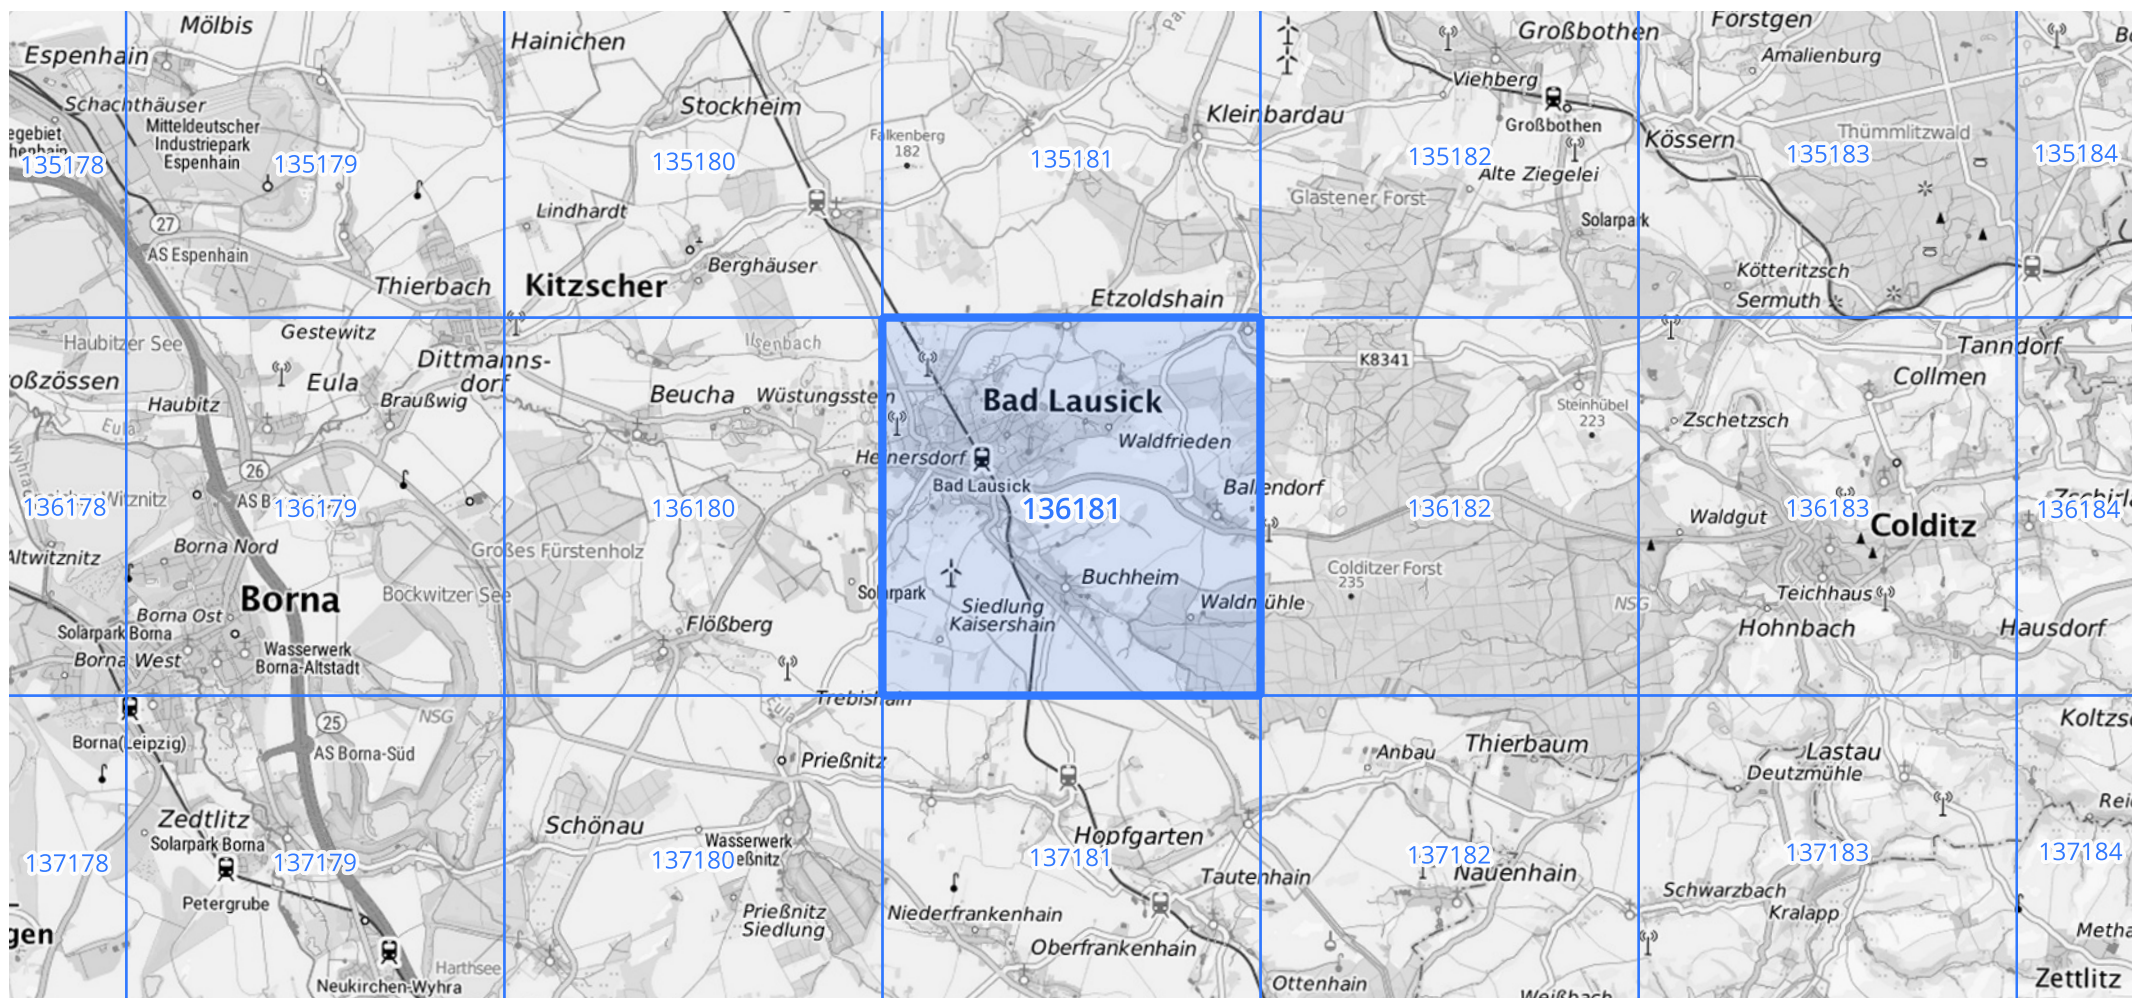 Mölbis
Hainichen
Großbothen
Förstgen
Amalienburg
Espenhain
Viehberg
Schachthäuser
Stockheim
Kleinbardau
Mitteldeutscher
Industriepark
Espenhain
Falkenberg
182
Großbothen
Kössern
Thümmlitzwald
135178
135179
135180
135181
135182
135183
135184
Alte Ziegelei
Glastener Forst
Lindhardt
Solarpark
27
AS Espenhain
Berghäuser
Thierbach
Kitzscher
Etzoldshain
Kötteritzsch
Sermuth
Haubitzer See
Gestewitz
Ilsenbach
Dittmanns-
dorf
K8341
Tanndorf
Collmen
Eula
Beucha
Wüstungsstein
Bad Lausick
Haubitz
Braußwig
Steinhübel
223
Zschetzsch
Eula
Waldfrieden
Heinersdorf
26
Bad Lausick
Ballendorf
136178
136179
136180
136181
136182
136183
136184
Waldgut
Colditz
Altwitznitz
Borna Nord
Großes Fürstenholz
Colditzer Forst
235
Buchheim
Borna
Bockwitzer See
Solarpark
Siedlung
Kaisershain
Waldmühle
NSG
Teichhaus
Borna Ost
Flößberg
Hohnbach
Hausdorf
Solarpark Borna
Wasserwerk
Borna-Altstadt
Borna West
Trebishain
Eula
NSG
25
Borna(Leipzig)
AS Borna-Süd
Prießnitz
Anbau
Thierbaum
Lastau
Deutzmühle
Zedtlitz
Solarpark Borna
Schönau
Wasserwerk
Hopfgarten
137178
137179
137180
137181
137182
137183
137184
Nauenhain
Tautenhain
Schwarzbach
Kralapp
Petergrube
Prießnitz
Siedlung
Niederfrankenhain
Oberfrankenhain
Harthsee
Neukirchen-Wyhra
Ottenhain
Zettlitz